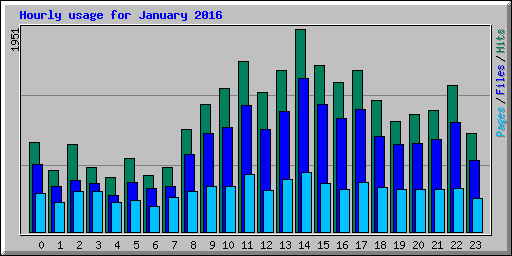 Hourly usage for January 2016
1951
Pages / Files / Hits
0 1 2 3 4 5 6 7 8 9 10 11 12 13 14 15 16 17 18 19 20 21 22 23